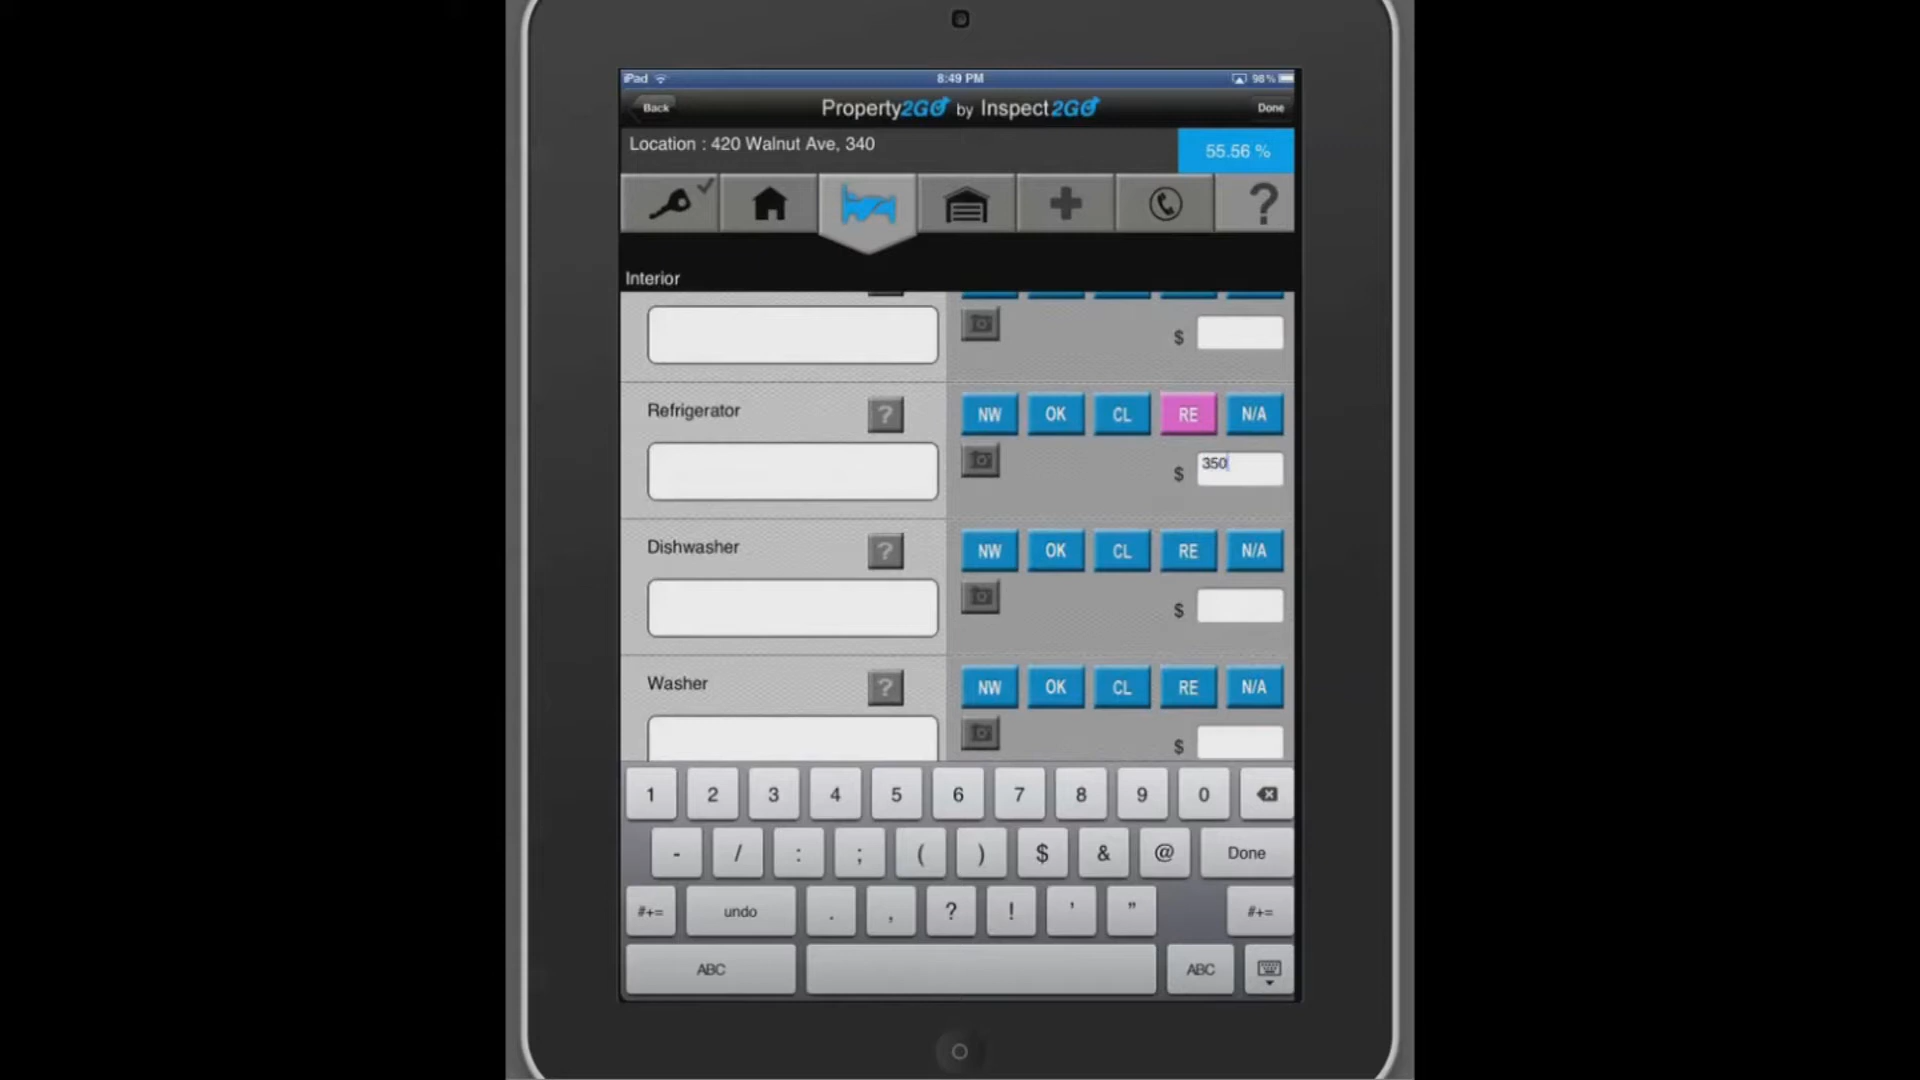 iPad 8:49 PM 98%
Back Property2GO by Inspect2GO Done
Location : 420 Walnut Ave, 340 55.56 %
?
Interior
$
Refrigerator ? NW OK CL RE N/A
$ 350
Dishwasher ? NW OK CL RE N/A
$
Washer ? NW OK CL RE N/A
$
1 2 3 4 5 6 7 8 9 0
- / : ; ( ) $ & @ Done
#+= undo . , ? ! ' " #+=
ABC ABC